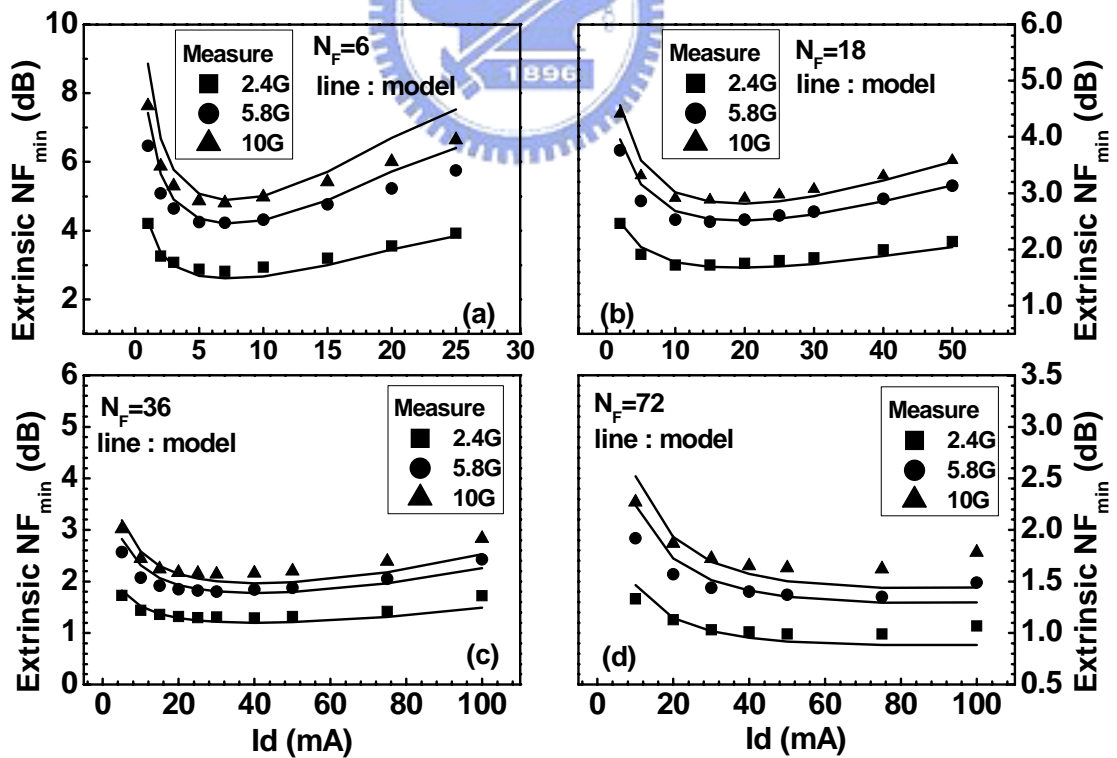 1896
Extrinsic NF_min (dB)
10
8
6
4
2
Measure
2.4G
5.8G
10G
N_F=6
line : model
(a)
0 5 10 15 20 25 30
Measure
2.4G
5.8G
10G
N_F=18
line : model
(b)
0 10 20 30 40 50
6.0
5.0
4.0
3.0
2.0
1.0
Extrinsic NF_min (dB)
Extrinsic NF_min (dB)
6
5
4
3
2
1
0
N_F=36
line : model
Measure
2.4G
5.8G
10G
(c)
0 20 40 60 80 100
Id (mA)
N_F=72
line : model
Measure
2.4G
5.8G
10G
(d)
0 20 40 60 80 100
Id (mA)
3.5
3.0
2.5
2.0
1.5
1.0
0.5
Extrinsic NF_min (dB)